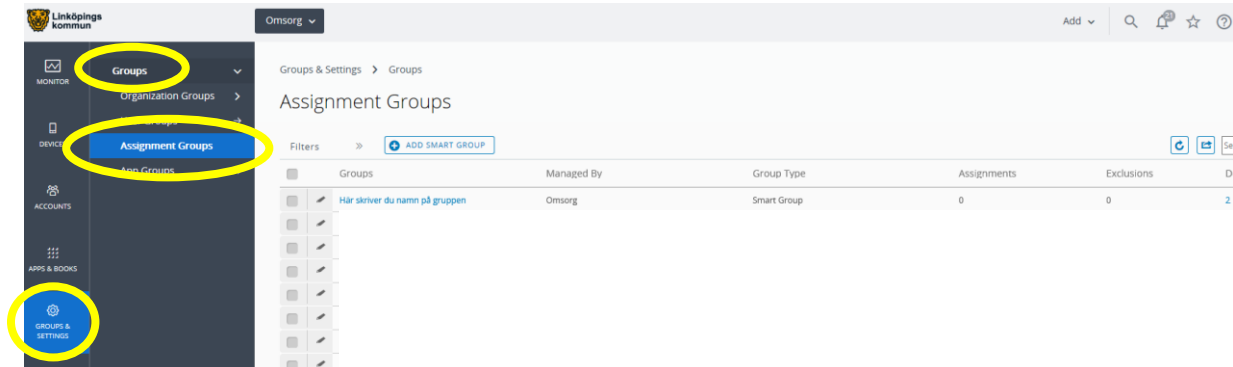 Linköpings
kommun
Omsorg
Add
MONITOR
DEVICES
ACCOUNTS
APPS & BOOKS
GROUPS &
SETTINGS
Groups
Organization Groups
Assignment Groups
App Groups
Groups & Settings > Groups
Assignment Groups
Filters » ADD SMART GROUP
Groups Managed By Group Type Assignments Exclusions
Här skriver du namn på gruppen Omsorg Smart Group 0 0 2